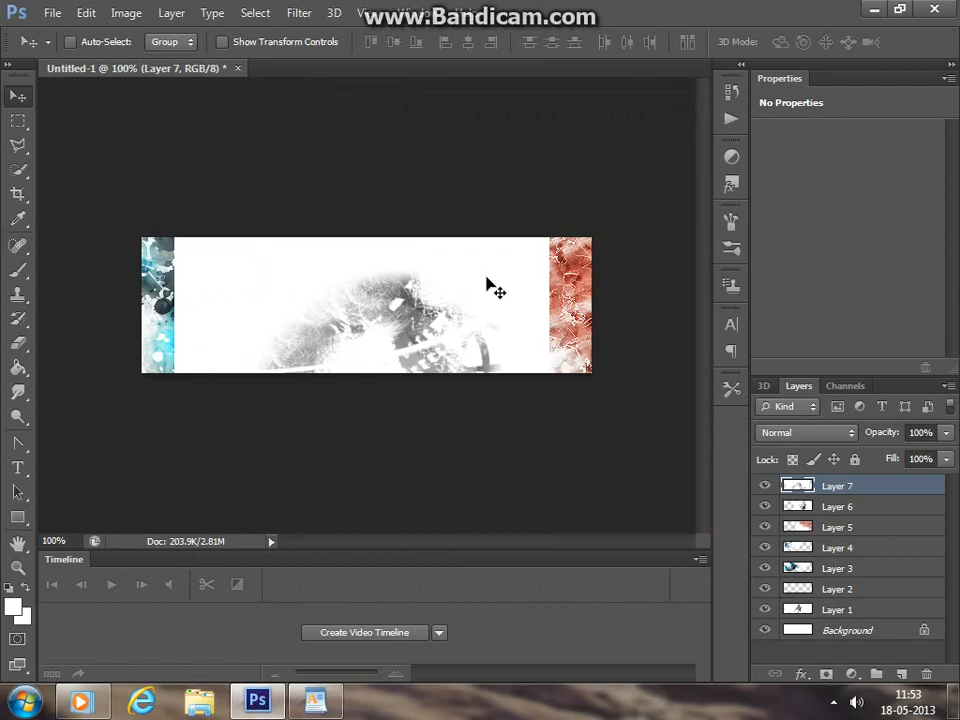 www.Bandicam.com
Ps File Edit Image Layer Type Select Filter 3D
Auto-Select: Group Show Transform Controls 3D Mode:
Untitled-1 @ 100% (Layer 7, RGB/8) * ×
Properties
No Properties
3D Layers Channels
Kind T
Normal Opacity: 100%
Lock: Fill: 100%
Layer 7
Layer 6
Layer 5
Layer 4
Layer 3
Layer 2
Layer 1
Background
100% Doc: 203.9K/2.81M
Timeline
Create Video Timeline
fx
Ps
11:53
18-05-2013